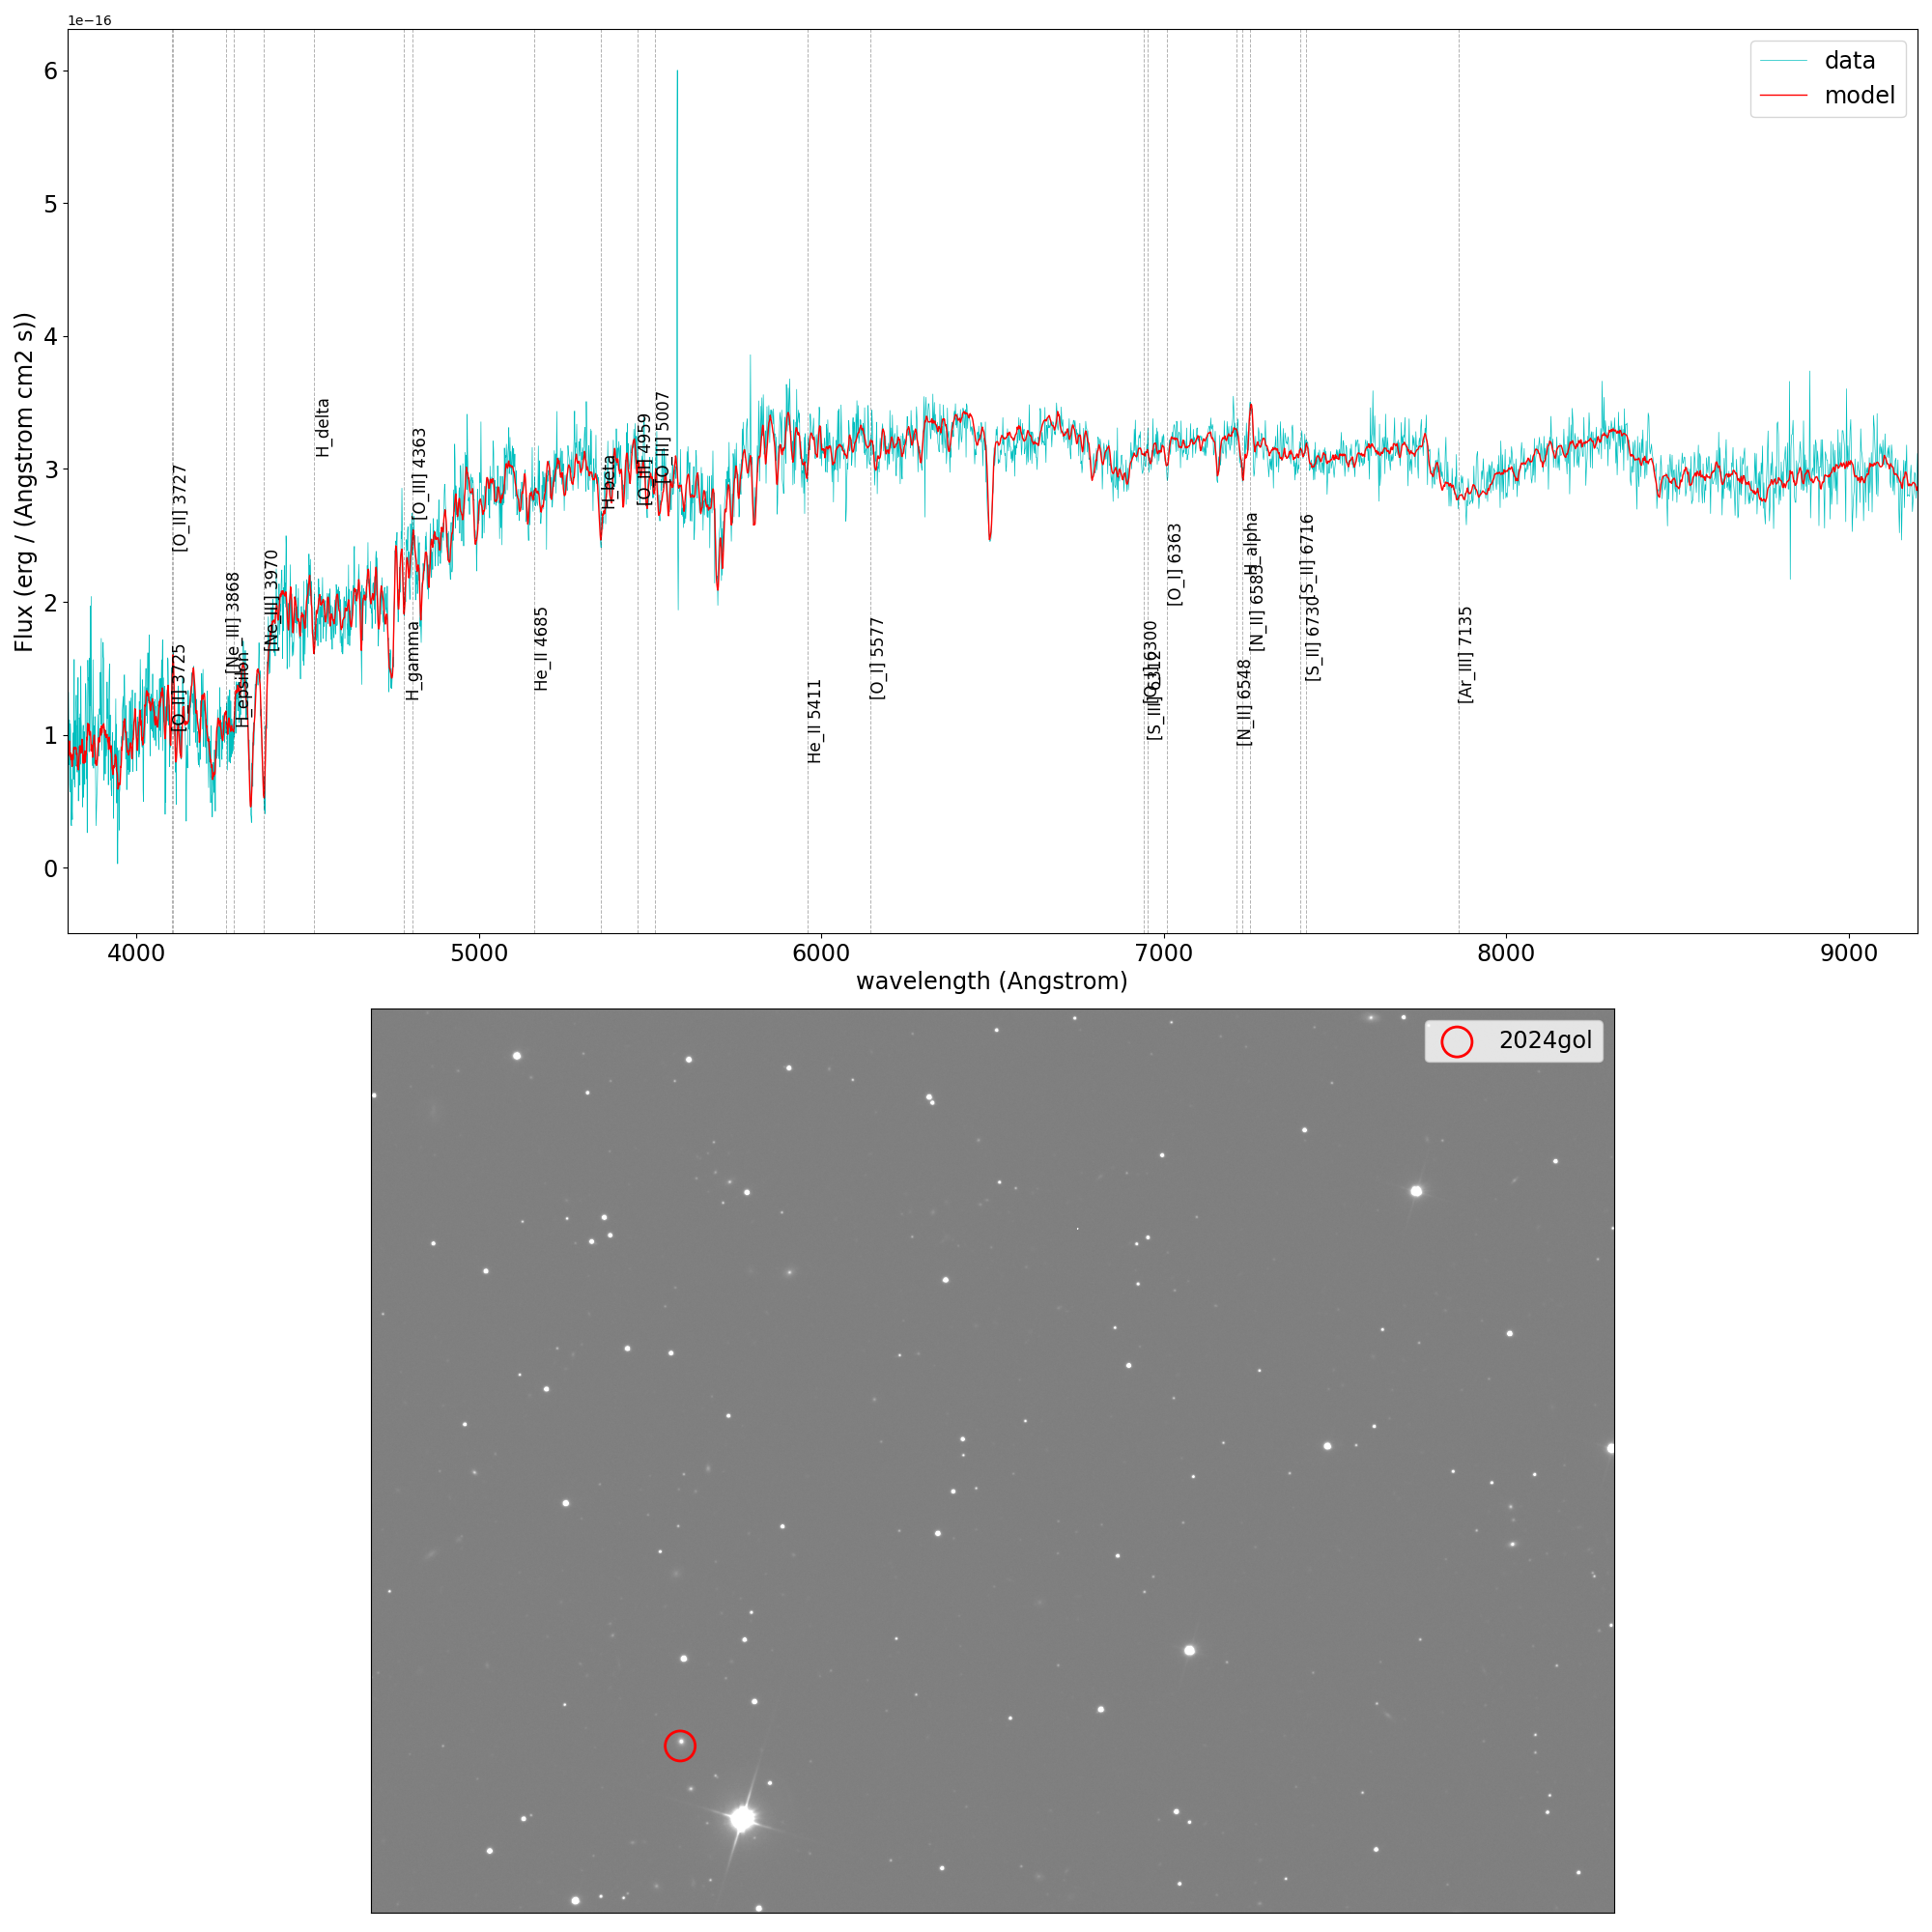 1e−16
6
5
4
3
2
1
0
Flux (erg / (Angstrom cm2 s))
data
model
[O_II] 3727
[O_II] 3725
[Ne_III] 3868
H_epsilon
[Ne_III] 3970
H_delta
H_gamma
[O_III] 4363
He_II 4685
H_beta
[O_III] 4959
[O_III] 5007
He_II 5411
[O_I] 5577
[O_I] 6300
[S_III] 6312
[O_I] 6363
[N_II] 6548
H_alpha
[N_II] 6583
[S_II] 6716
[S_II] 6730
[Ar_III] 7135
4000 5000 6000 7000 8000 9000
wavelength (Angstrom)
2024gol